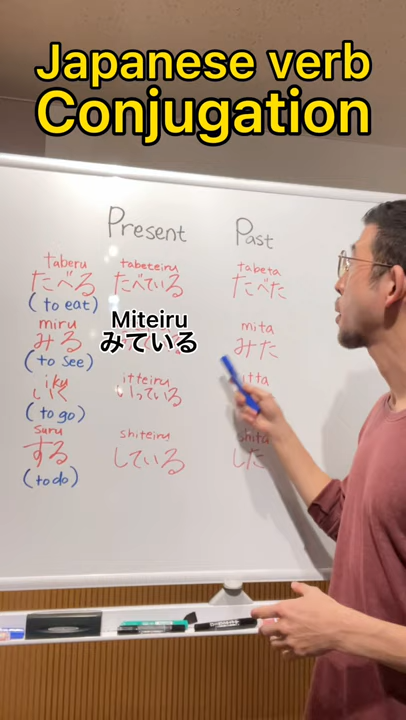 Japanese verb
Conjugation
Present Past
taberu tabeteiru tabeta
たべる たべている たべた
(to eat)
miru Miteiru mita
みる みている みた
(to see)
iku itteiru itta
いく いっている
(to go)
suru shiteiru shita
する している した
(to do)